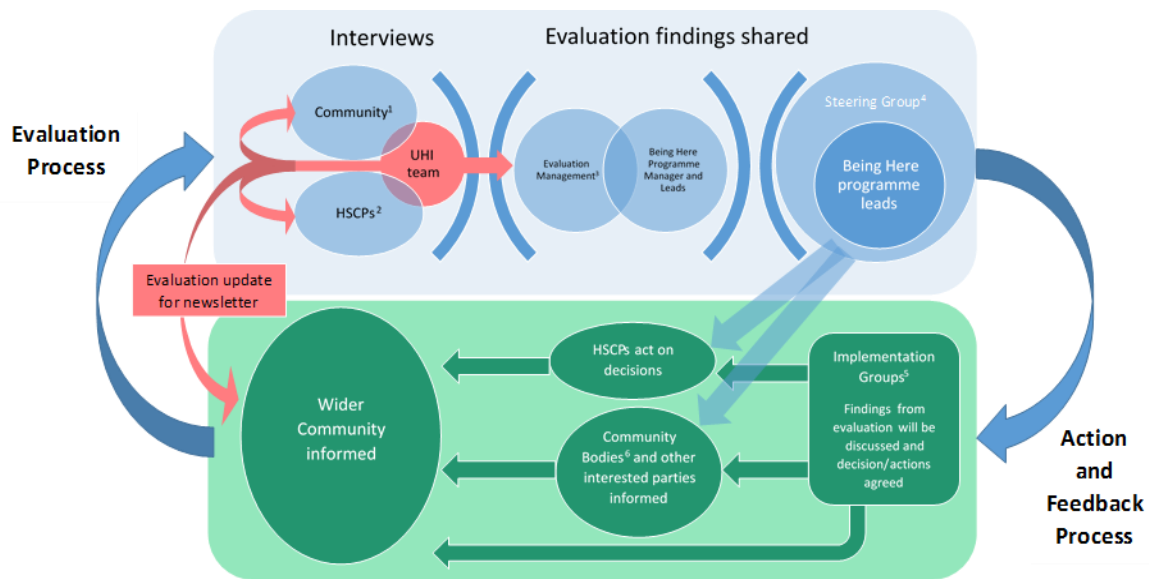 Interviews
Evaluation findings shared
Evaluation
Process
Community¹
UHI
team
HSCPs²
Evaluation
Management³
Being Here
Programme
Manager and
Leads
Steering Group⁴
Being Here
programme
leads
Evaluation update
for newsletter
Wider
Community
informed
HSCPs act on
decisions
Community
Bodies⁶ and other
interested parties
informed
Implementation
Groups⁵
Findings from
evaluation will be
discussed and
decision/actions
agreed
Action
and
Feedback
Process